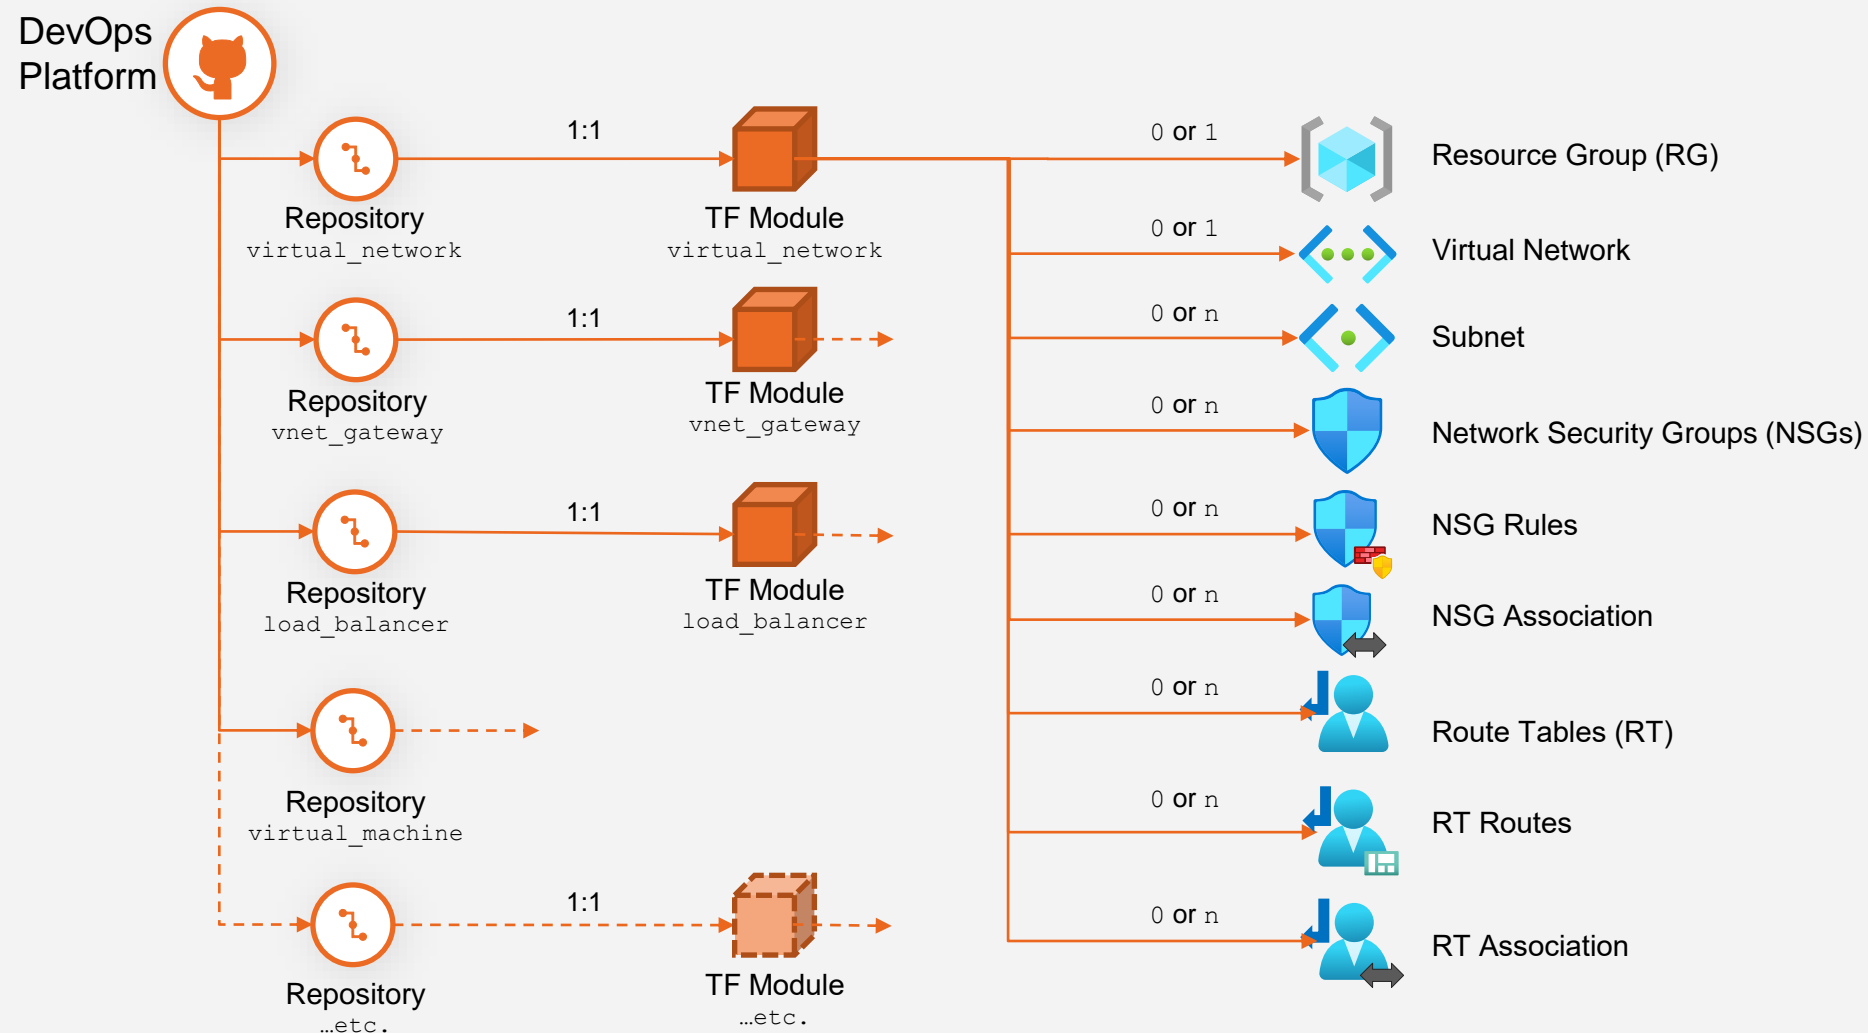 DevOps
Platform
1:1
0 or 1
Resource Group (RG)
Repository
virtual_network
TF Module
virtual_network
0 or 1
Virtual Network
1:1
0 or n
Subnet
Repository
vnet_gateway
TF Module
vnet_gateway
0 or n
Network Security Groups (NSGs)
1:1
0 or n
NSG Rules
Repository
load_balancer
TF Module
load_balancer
0 or n
NSG Association
0 or n
Route Tables (RT)
Repository
virtual_machine
0 or n
RT Routes
1:1
0 or n
RT Association
Repository
…etc.
TF Module
…etc.